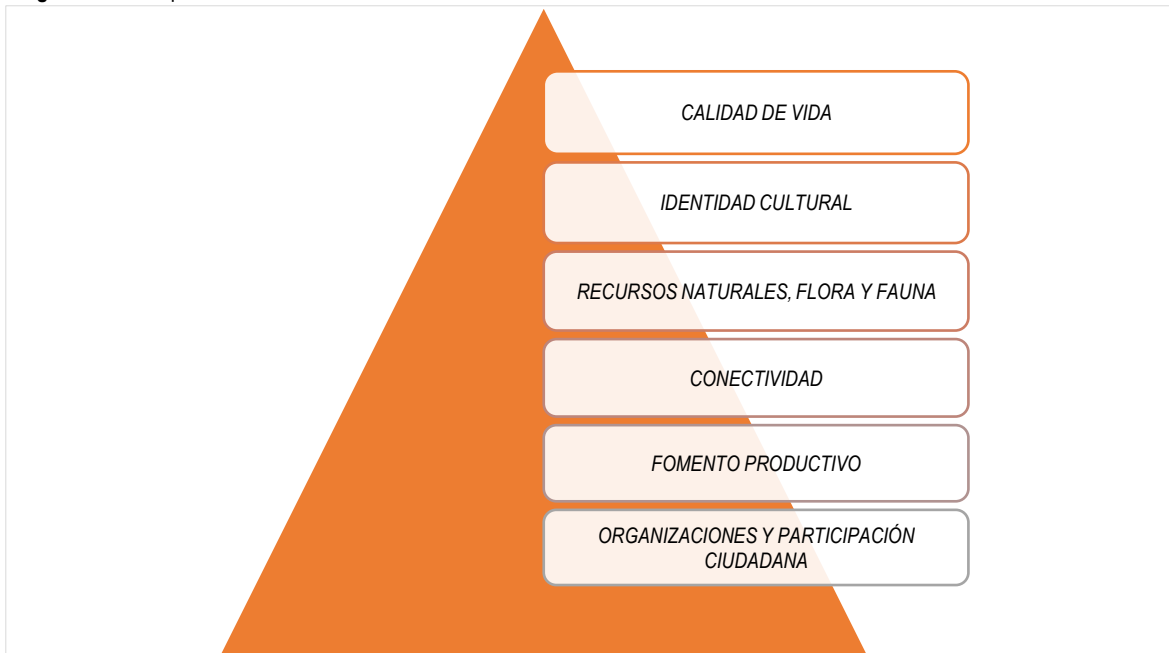 CALIDAD DE VIDA
IDENTIDAD CULTURAL
RECURSOS NATURALES, FLORA Y FAUNA
CONECTIVIDAD
FOMENTO PRODUCTIVO
ORGANIZACIONES Y PARTICIPACIÓN
CIUDADANA